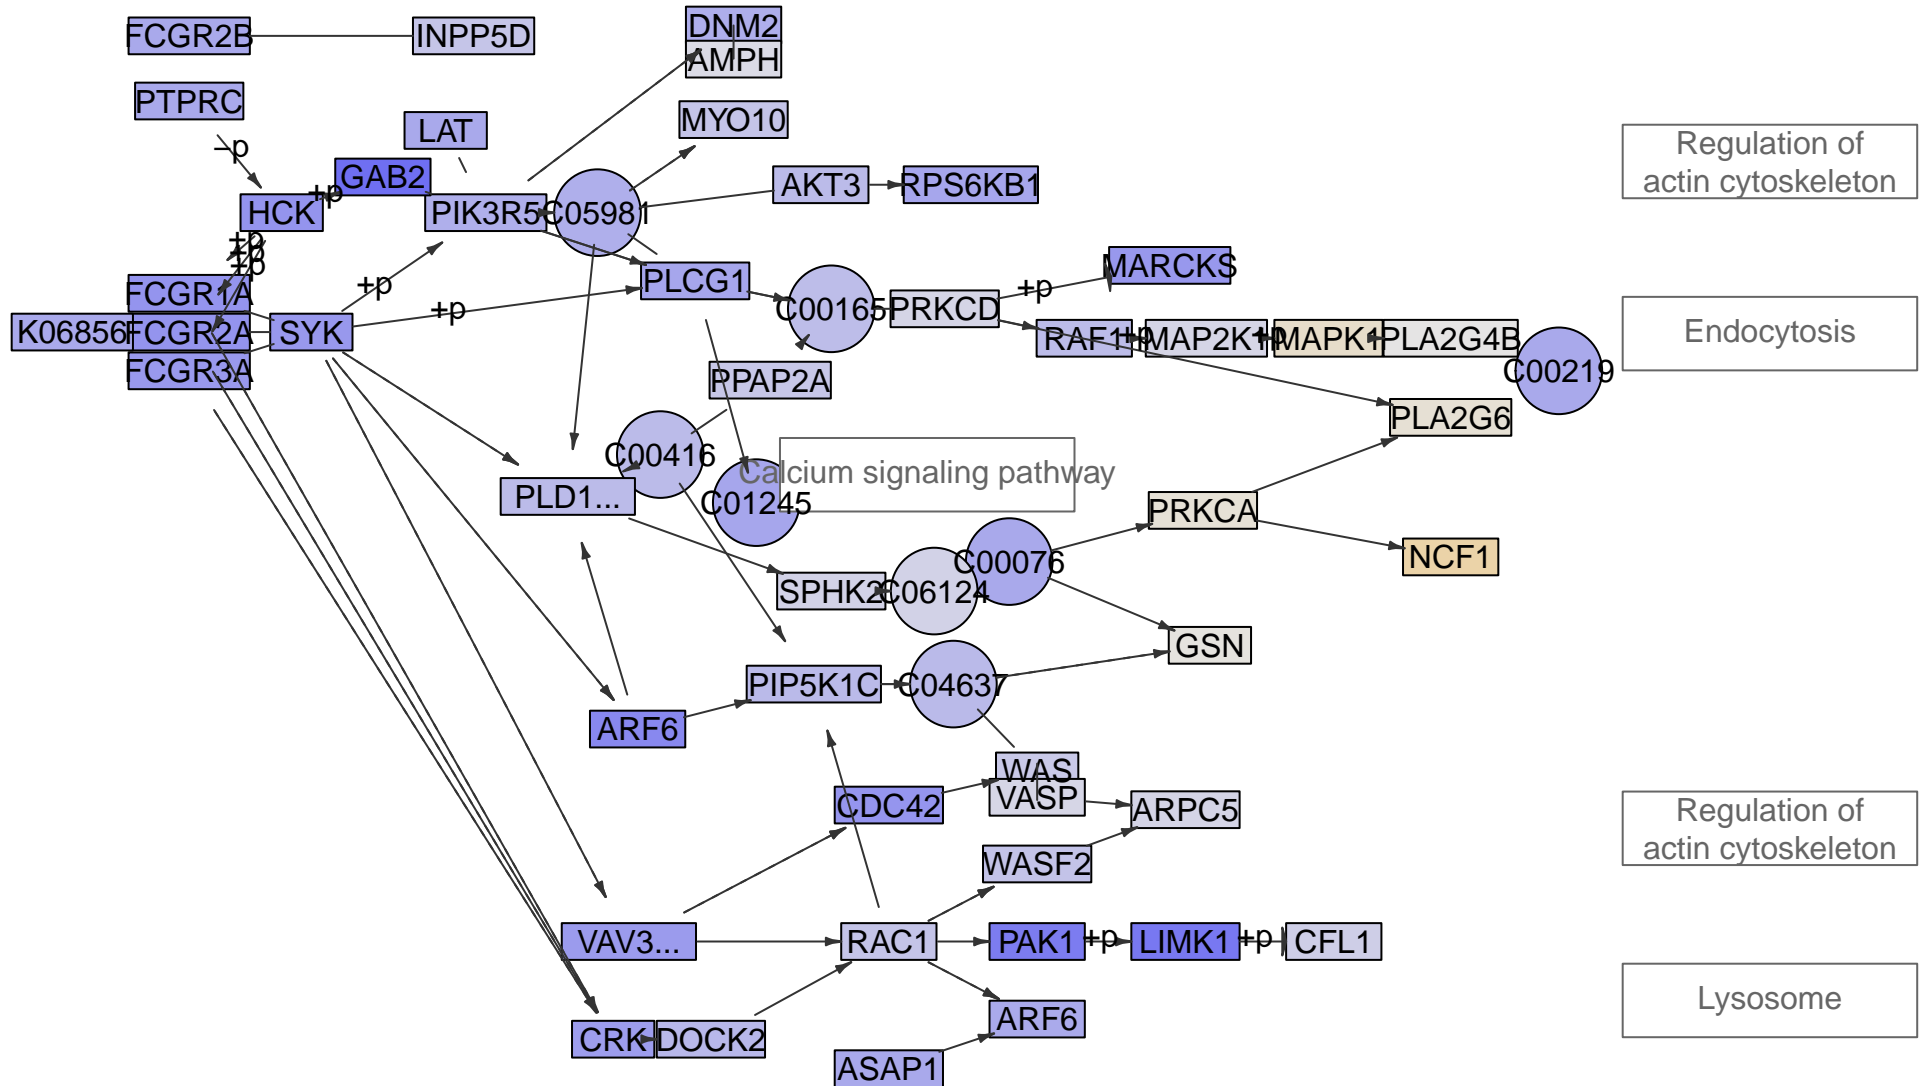 DNM2
FCGR2B
INPP5D
AMPH
PTPRC
MYO10
LAT
Regulation of
actin cytoskeleton
–p
GAB2
+p
AKT3
RPS6KB1
HCK
PIK3R5
C05981
+p
+p
+p
MARCKS
PLCG1
+p
+p
FCGR1A
+p
C00165
PRKCD
K06856
FCGR2A
SYK
RAF1
+p
MAP2K1
+p
MAPK1
PLA2G4B
Endocytosis
FCGR3A
PPAP2A
C00219
PLA2G6
C00416
Calcium signaling pathway
PLD1...
C01245
PRKCA
NCF1
C00076
SPHK2
C06124
GSN
PIP5K1C
C04637
ARF6
WAS
VASP
CDC42
ARPC5
Regulation of
actin cytoskeleton
WASF2
VAV3...
RAC1
PAK1
+p
LIMK1
+p
CFL1
Lysosome
ARF6
CRK
DOCK2
ASAP1